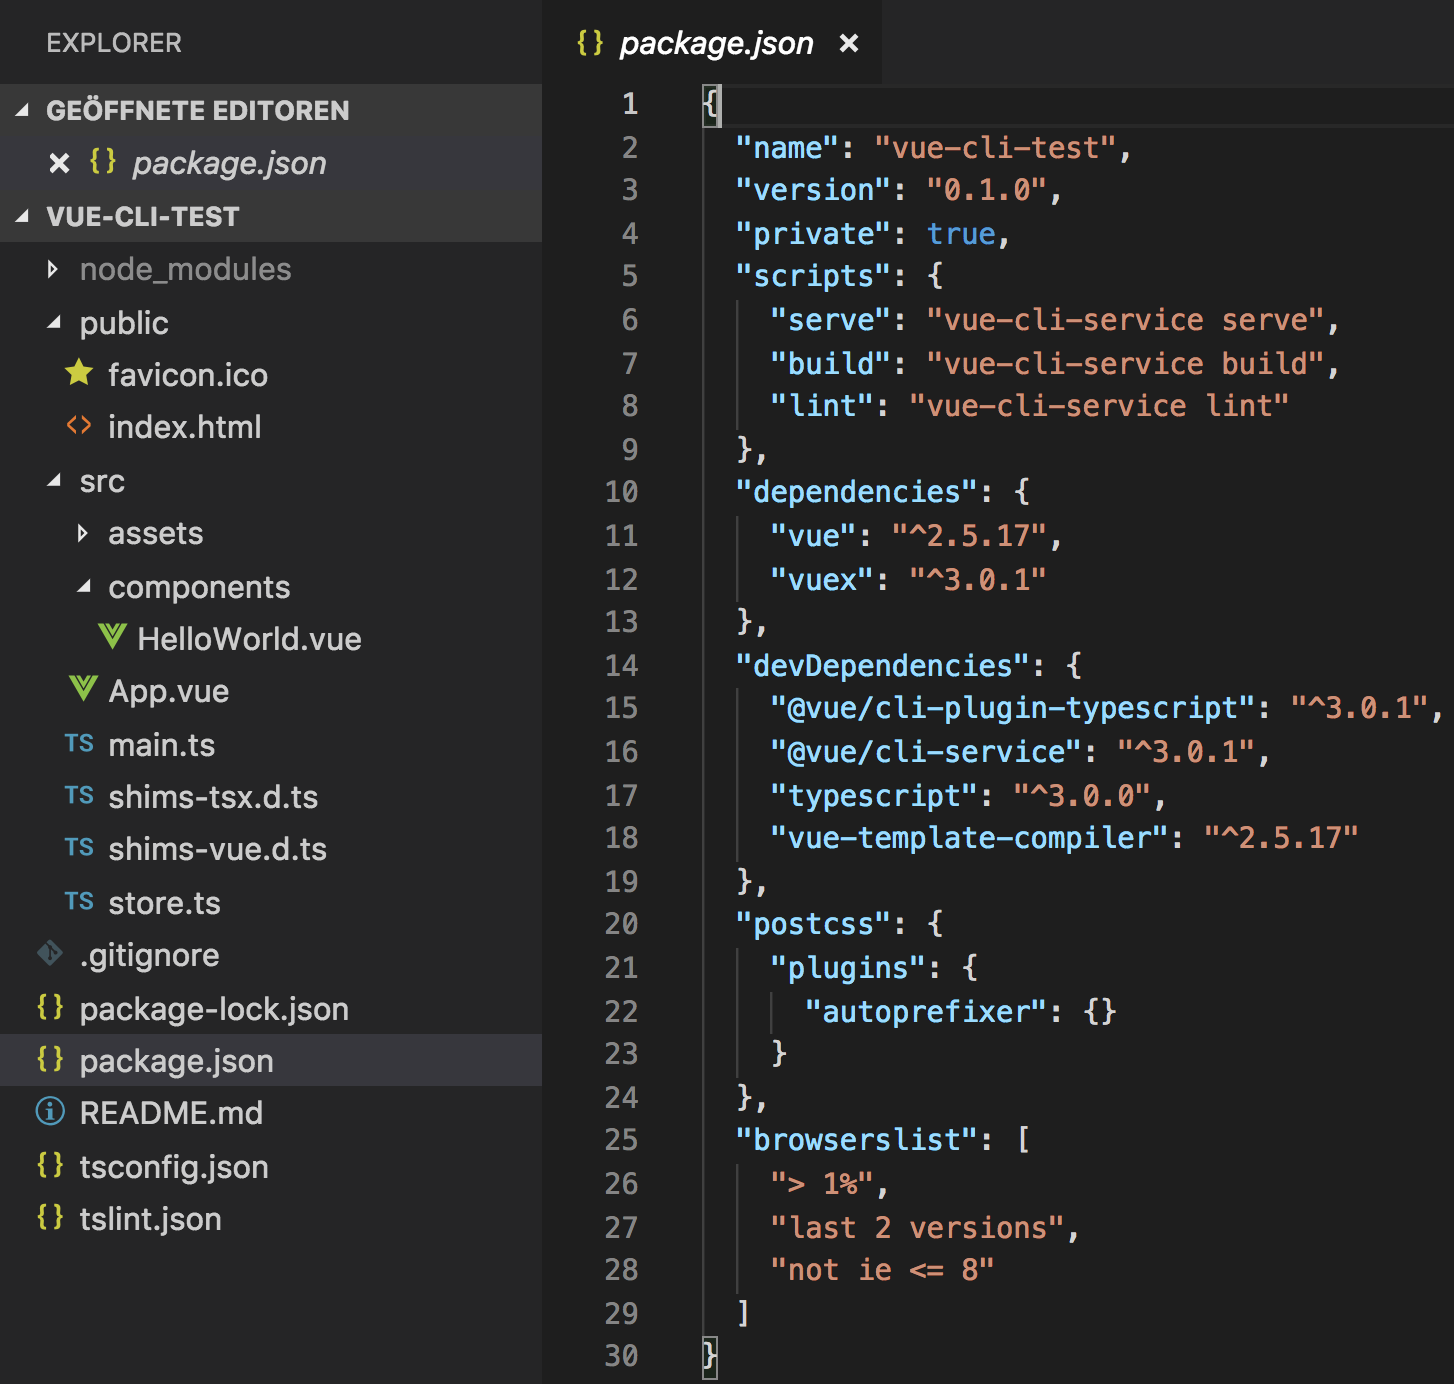 EXPLORER
GEÖFFNETE EDITOREN
package.json
VUE-CLI-TEST
node_modules
public
favicon.ico
index.html
src
assets
components
HelloWorld.vue
App.vue
TS main.ts
TS shims-tsx.d.ts
TS shims-vue.d.ts
TS store.ts
.gitignore
{} package-lock.json
{} package.json
README.md
{} tsconfig.json
{} tslint.json
{} package.json
1 {
2 "name": "vue-cli-test",
3 "version": "0.1.0",
4 "private": true,
5 "scripts": {
6 "serve": "vue-cli-service serve",
7 "build": "vue-cli-service build",
8 "lint": "vue-cli-service lint"
9 },
10 "dependencies": {
11 "vue": "^2.5.17",
12 "vuex": "^3.0.1"
13 },
14 "devDependencies": {
15 "@vue/cli-plugin-typescript": "^3.0.1",
16 "@vue/cli-service": "^3.0.1",
17 "typescript": "^3.0.0",
18 "vue-template-compiler": "^2.5.17"
19 },
20 "postcss": {
21 "plugins": {
22 "autoprefixer": {}
23 }
24 },
25 "browserslist": [
26 "> 1%",
27 "last 2 versions",
28 "not ie <= 8"
29 ]
30 }